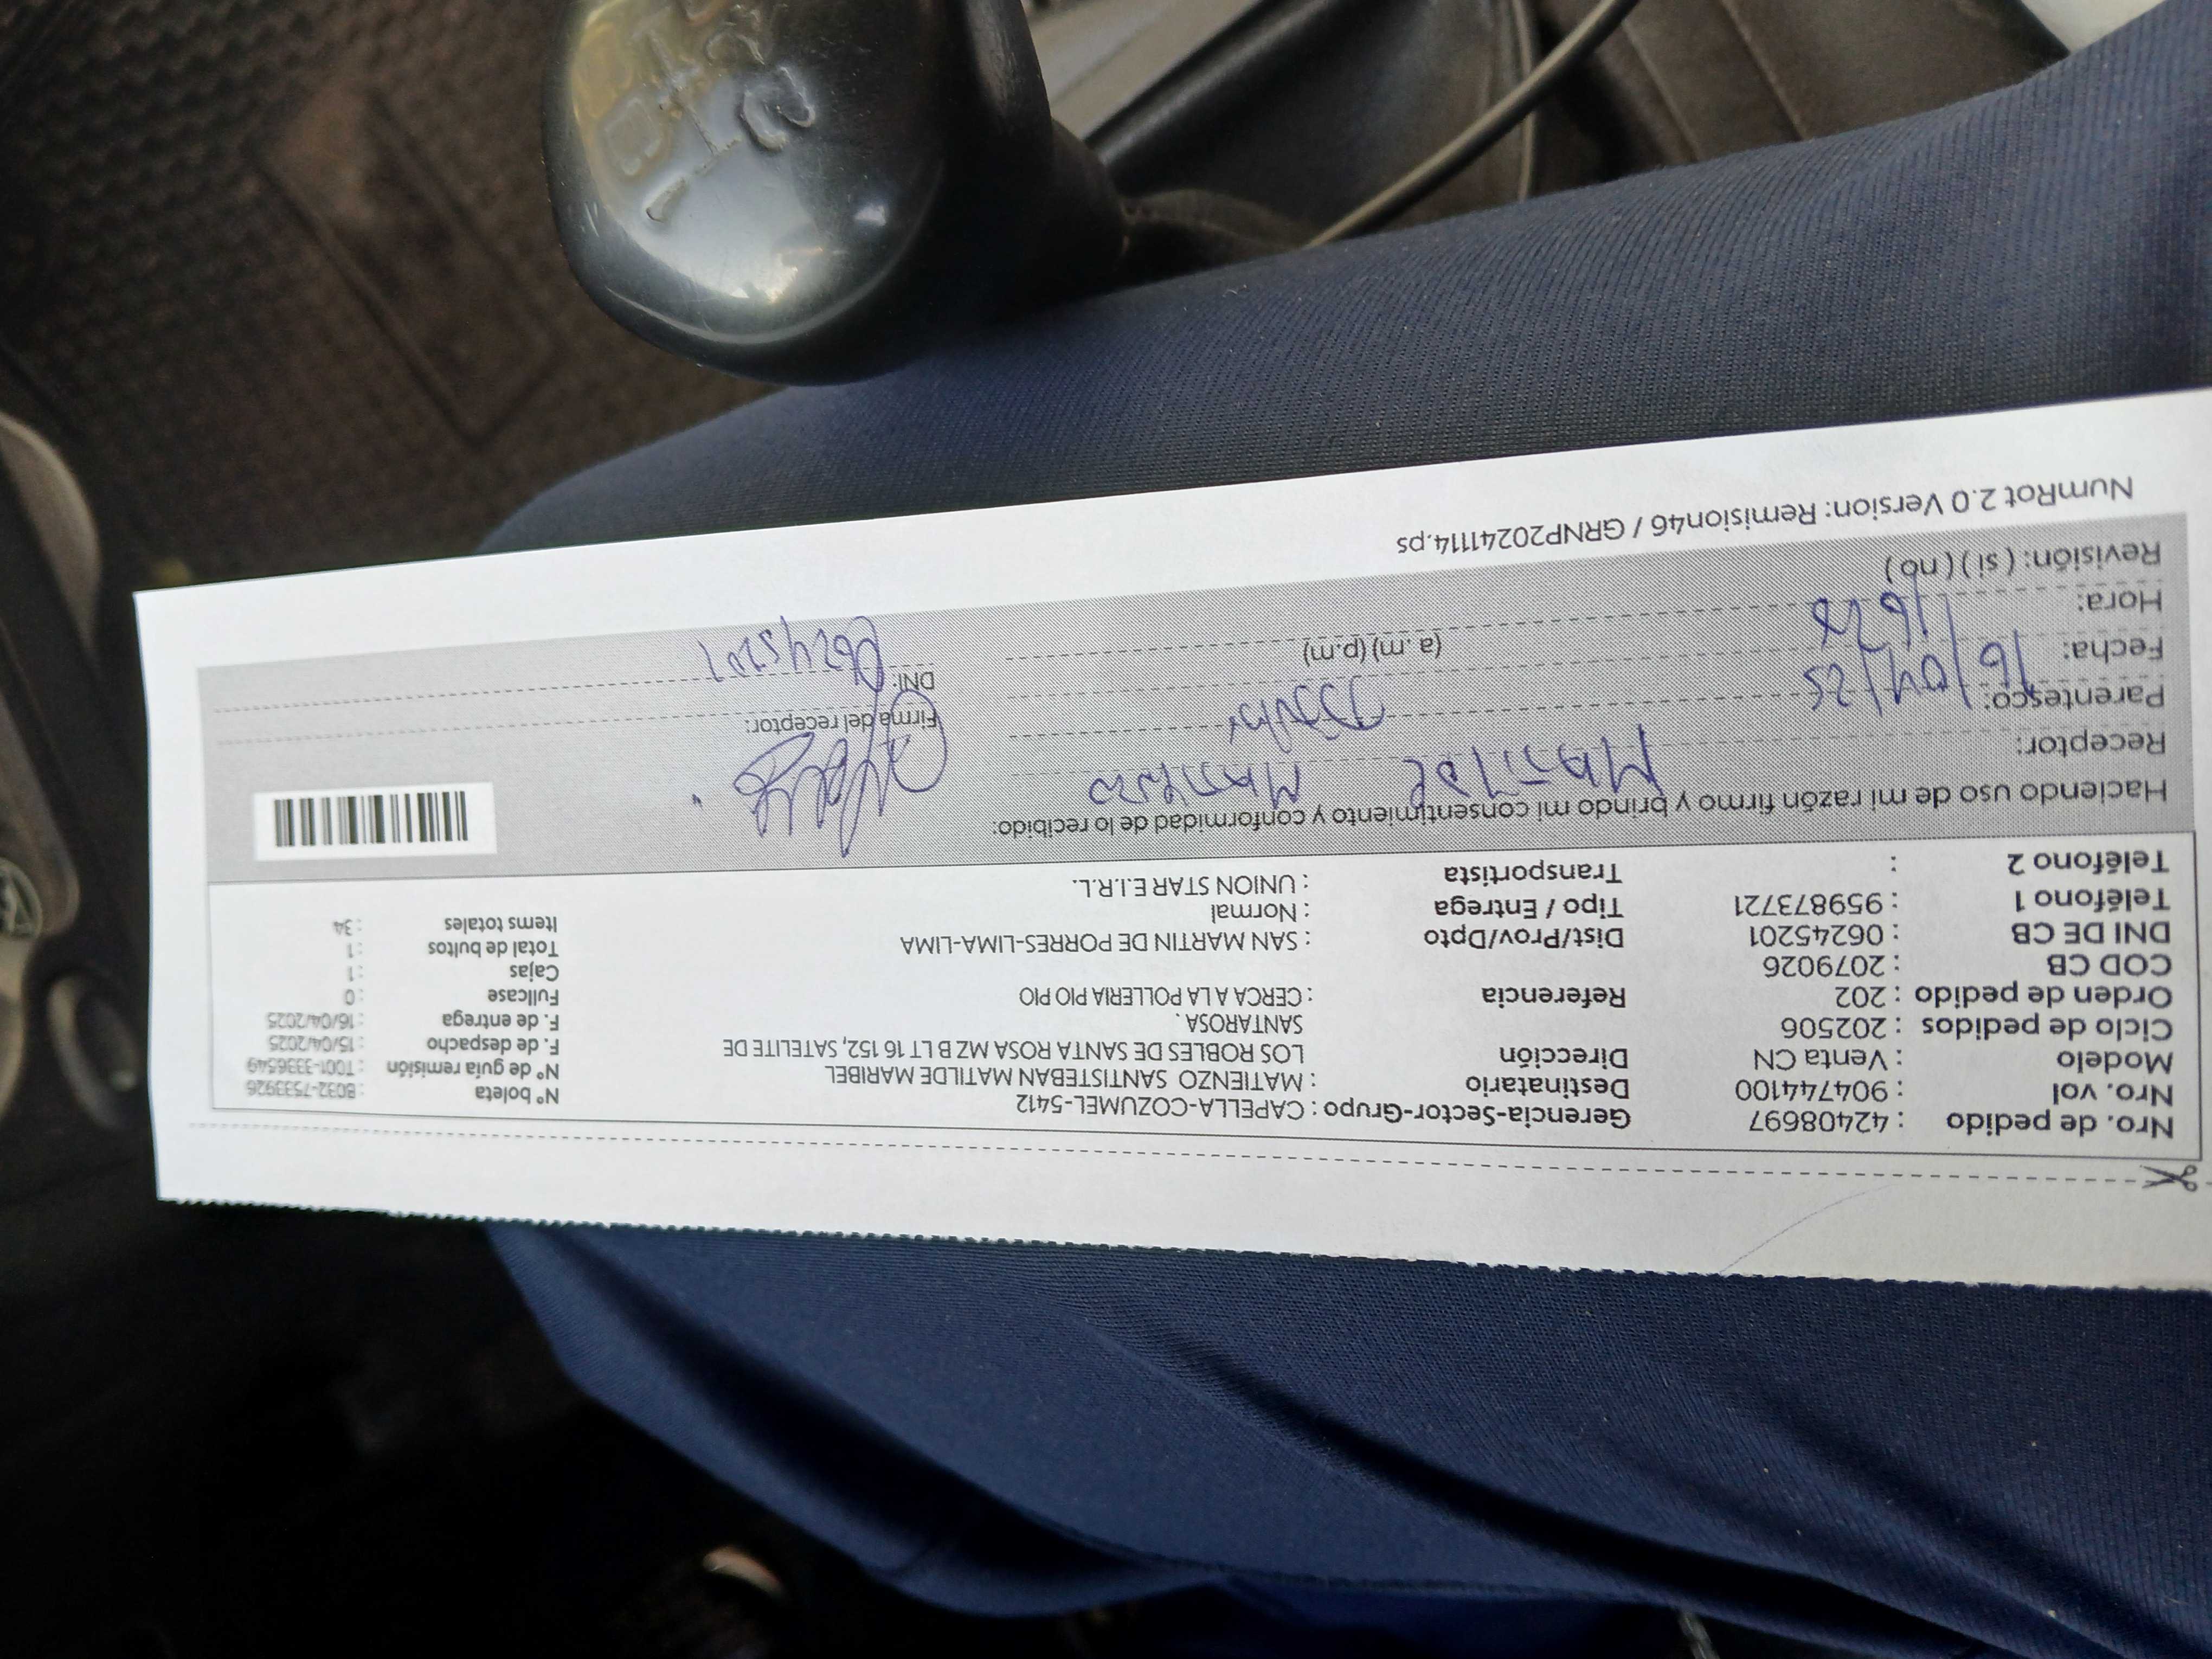 Nro. de pedido : 42408697 Gerencia-Sector-Grupo : CAPELLA-COZUMEL-5412 N° boleta : B032-7533926
Nro. vol : 904744100 Destinatario : MATIENZO SANTISTEBAN MATILDE MARIBEL N° de guía remisión : T001-3336549
Modelo : Venta CN Dirección LOS ROBLES DE SANTA ROSA MZ B LT 16 152, SATELITE DE F. de despacho : 15/04/2025
Ciclo de pedidos : 202506 SANTAROSA . F. de entrega : 16/04/2025
Orden de pedido : 202 Referencia : CERCA A LA POLLERIA PIO PIO Fullcase : 0
COD CB : 2079026 Cajas : 1
DNI DE CB : 06245201 Dist/Prov/Dpto : SAN MARTIN DE PORRES-LIMA-LIMA Total de bultos : 1
Teléfono 1 : 959873721 Tipo / Entrega : Normal Items totales : 34
Teléfono 2 : Transportista : UNION STAR E.I.R.L.
Haciendo uso de mi razón firmo y brindo mi consentimiento y conformidad de lo recibido:
Receptor: MATILDE MATIENZO
Parentesco: Firma del receptor:
Fecha: 16/04/25 DNI: 06245201
Hora: 16 28 (a. m) (p.m)
Revisión: ( si ) ( no )
NumRot 2.0 Version: Remision46 / GRNP20241114.ps